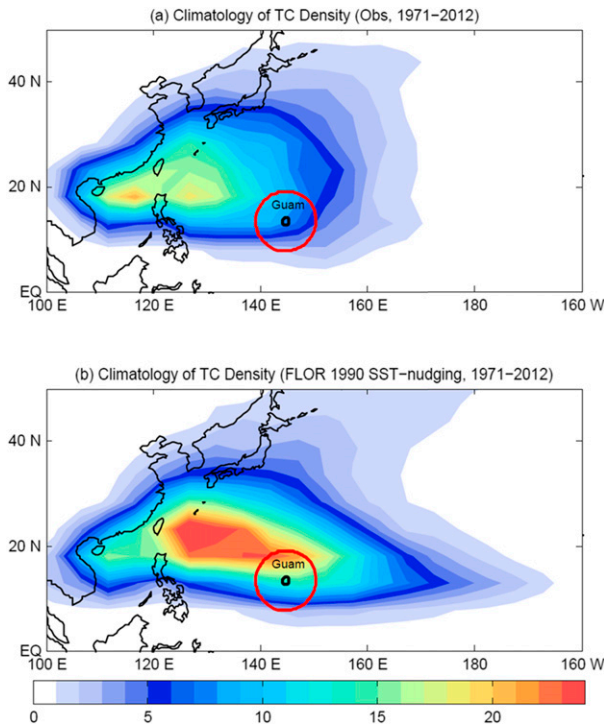 (a) Climatology of TC Density (Obs, 1971−2012)
40 N
20 N
EQ
Guam
100 E 120 E 140 E 160 E 180 160 W
(b) Climatology of TC Density (FLOR 1990 SST−nudging, 1971−2012)
40 N
20 N
EQ
Guam
100 E 120 E 140 E 160 E 180 160 W
0 5 10 15 20